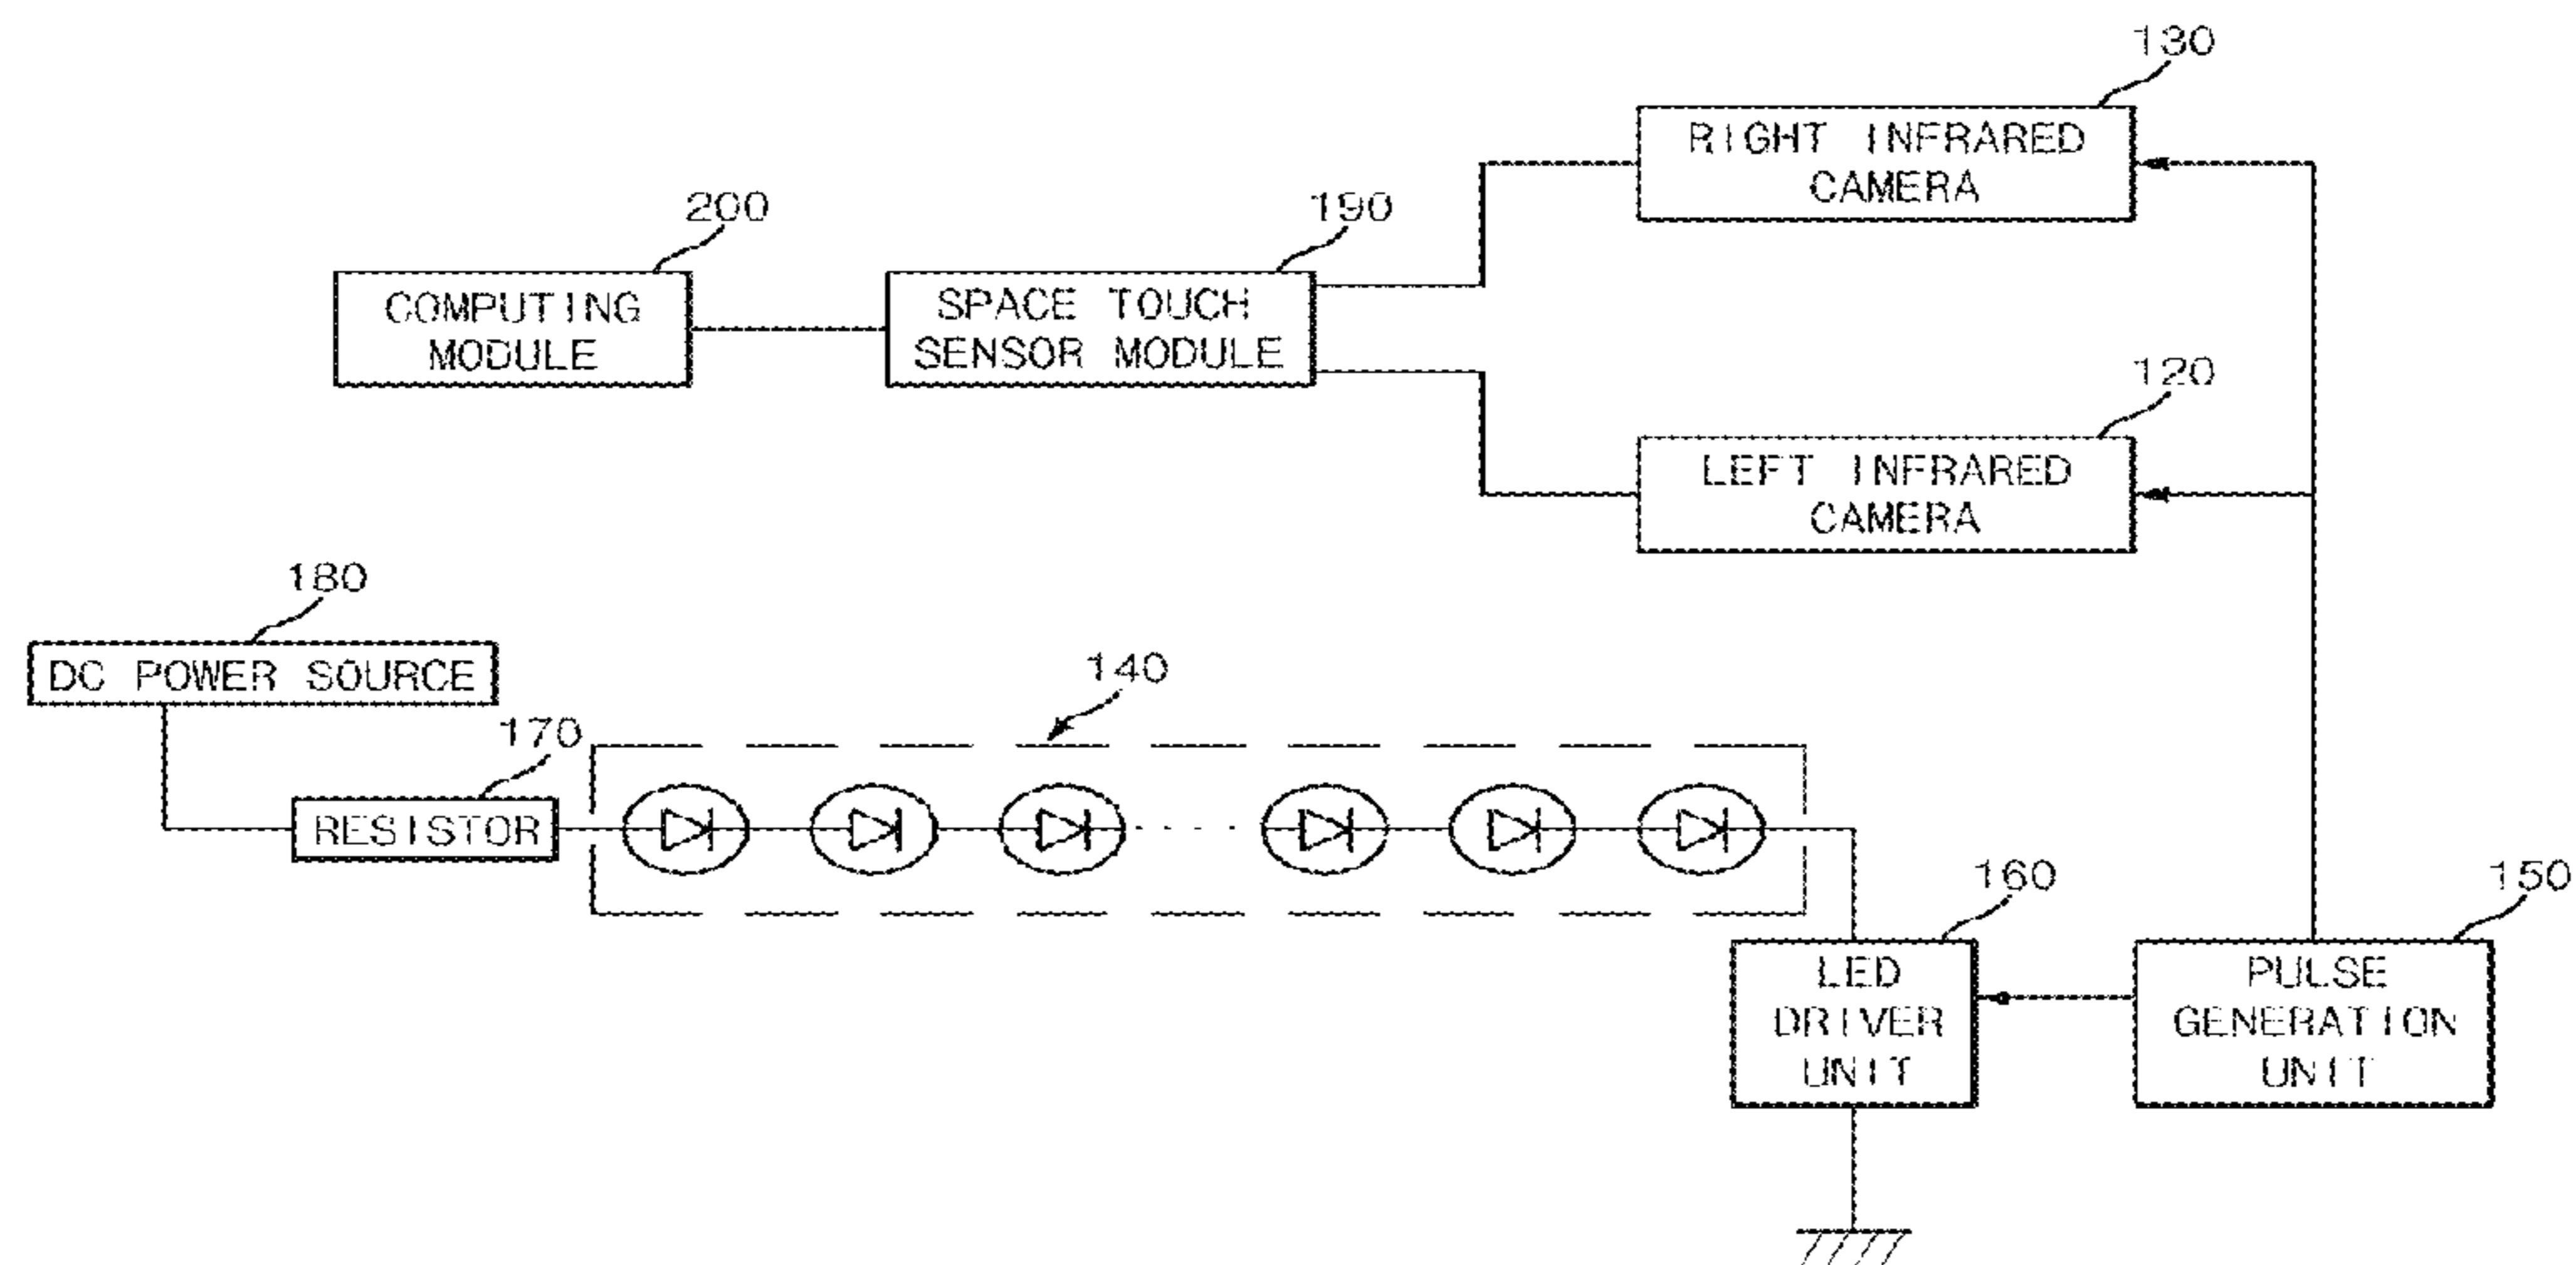 130
RIGHT INFRARED
CAMERA
200
190
COMPUTING
MODULE
SPACE TOUCH
SENSOR MODULE
120
LEFT INFRARED
CAMERA
180
DC POWER SOURCE
140
170
RESISTOR
160
150
LED
DRIVER
UNIT
PULSE
GENERATION
UNIT